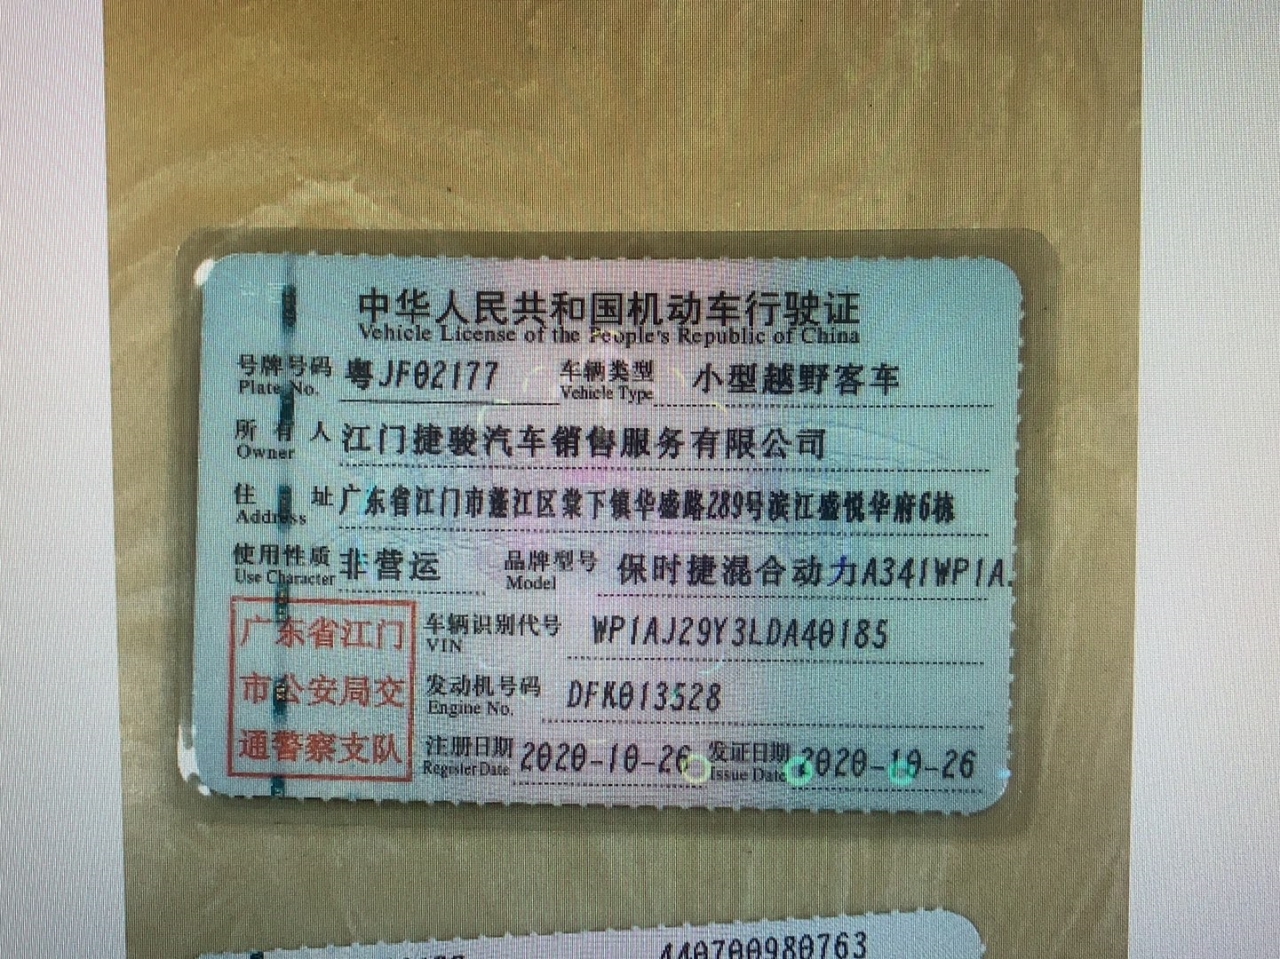 中华人民共和国机动车行驶证
Vehicle License of the People's Republic of China
号牌号码 粤JF02177 车辆类型 小型越野客车
Plate No. Vehicle Type
所有人 江门捷骏汽车销售服务有限公司
Owner
住址 广东省江门市蓬江区棠下镇华盛路289号滨江盛悦华府6栋
Address
使用性质 非营运 品牌型号 保时捷混合动力A341WP1A
Use Character Model
广东省江门
市公安局交
通警察支队
车辆识别代号 WP1AJ29Y3LDA40185
VIN
发动机号码 DFK013528
Engine No.
注册日期 2020-10-26 发证日期 2020-10-26
Register Date Issue Date
440700980763